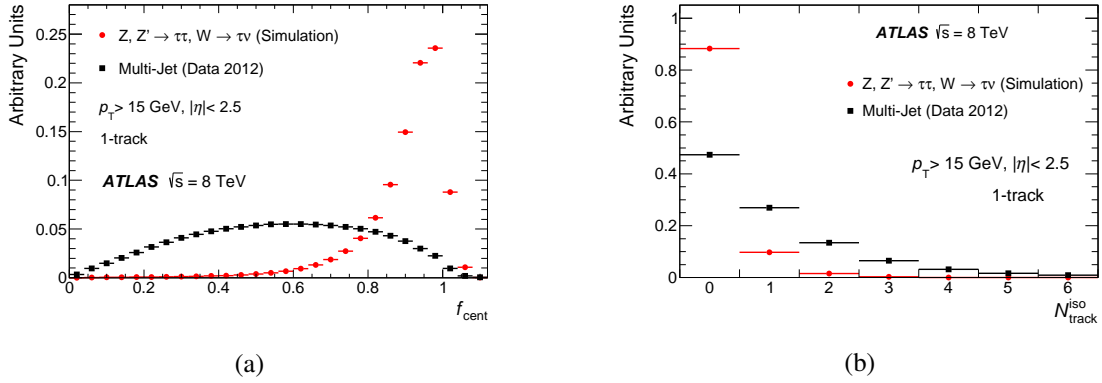 Arbitrary Units
0.25
0.2
0.15
0.1
0.05
0
Z, Z' → ττ, W → τν (Simulation)
Multi-Jet (Data 2012)
p_T > 15 GeV, |η|< 2.5
1-track
ATLAS √s = 8 TeV
0 0.2 0.4 0.6 0.8 1
f_cent
(a)
Arbitrary Units
1
0.8
0.6
0.4
0.2
0
ATLAS √s = 8 TeV
Z, Z' → ττ, W → τν (Simulation)
Multi-Jet (Data 2012)
p_T > 15 GeV, |η|< 2.5
1-track
0 1 2 3 4 5 6
N_track^iso
(b)